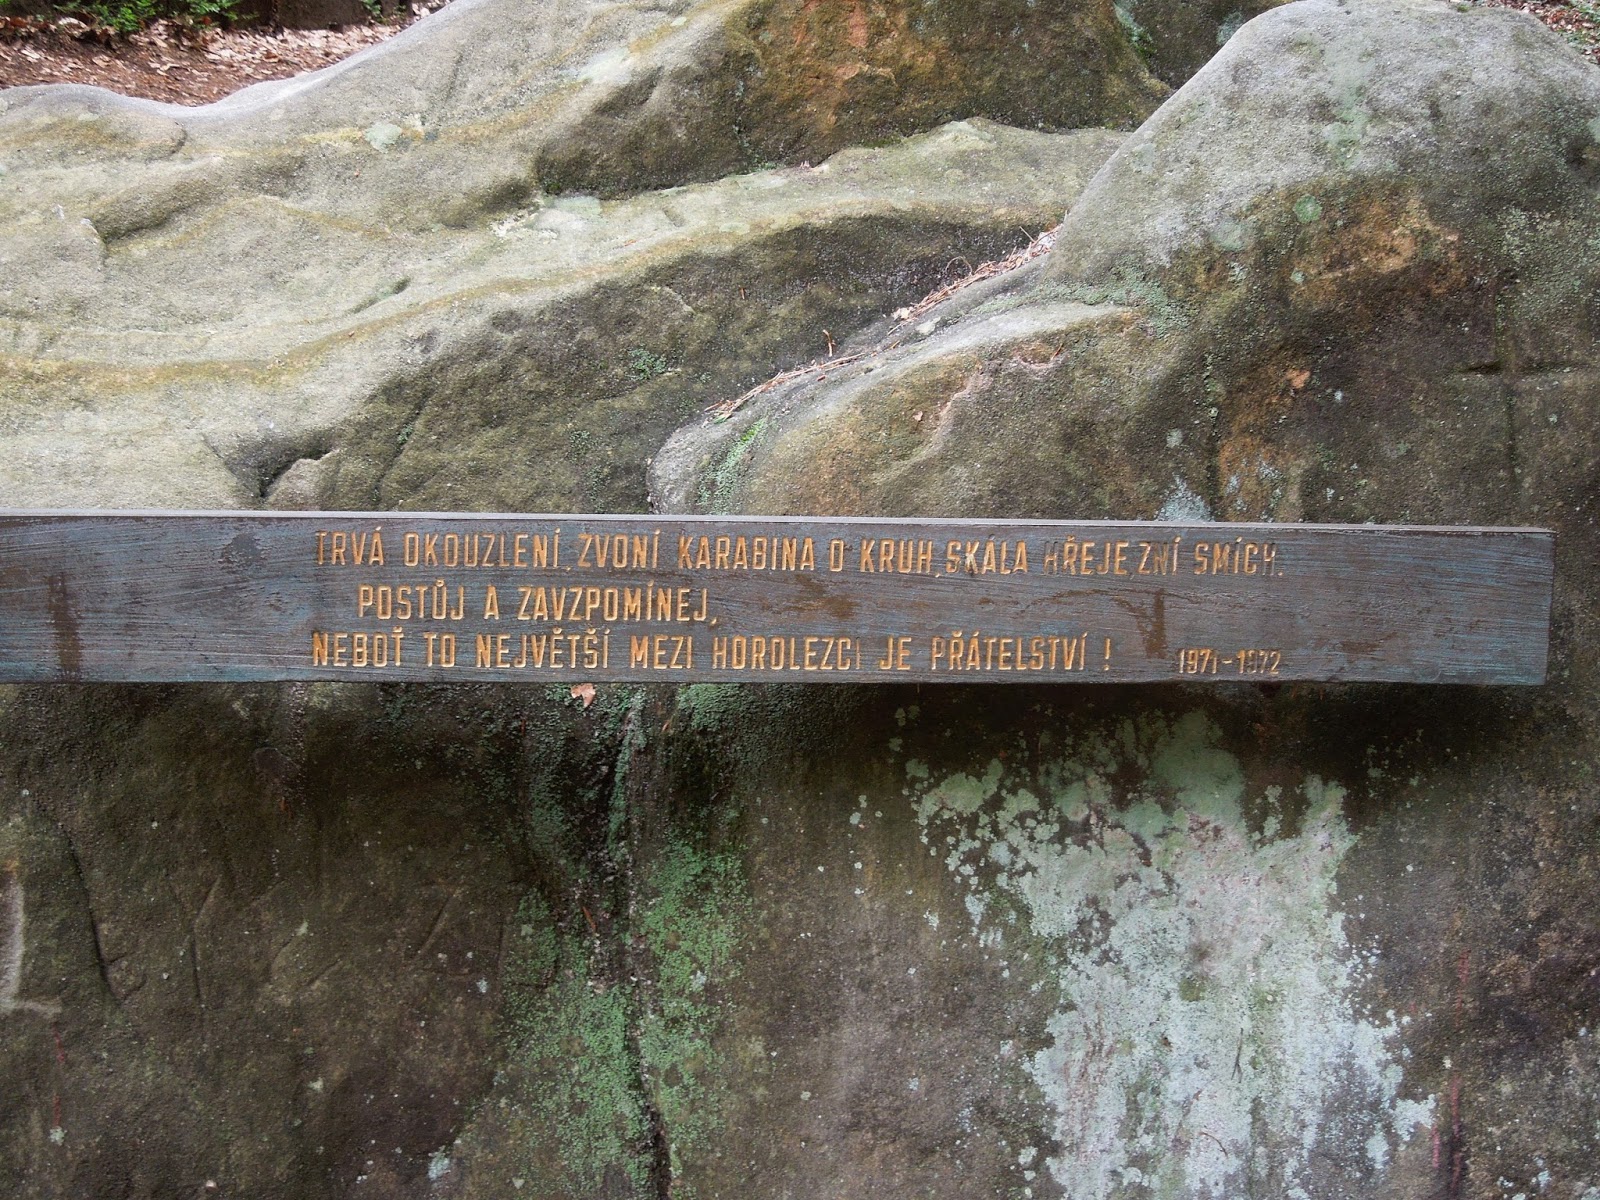 TRVÁ OKOUZLENÍ, ZVONÍ KARABINA O KRUH, SKÁLA HŘEJE, ZNÍ SMÍCH.
POSTŮJ A ZAVZPOMÍNEJ,
NEBOŤ TO NEJVĚTŠÍ MEZI HOROLEZCI JE PŘÁTELSTVÍ ! 1971-1972